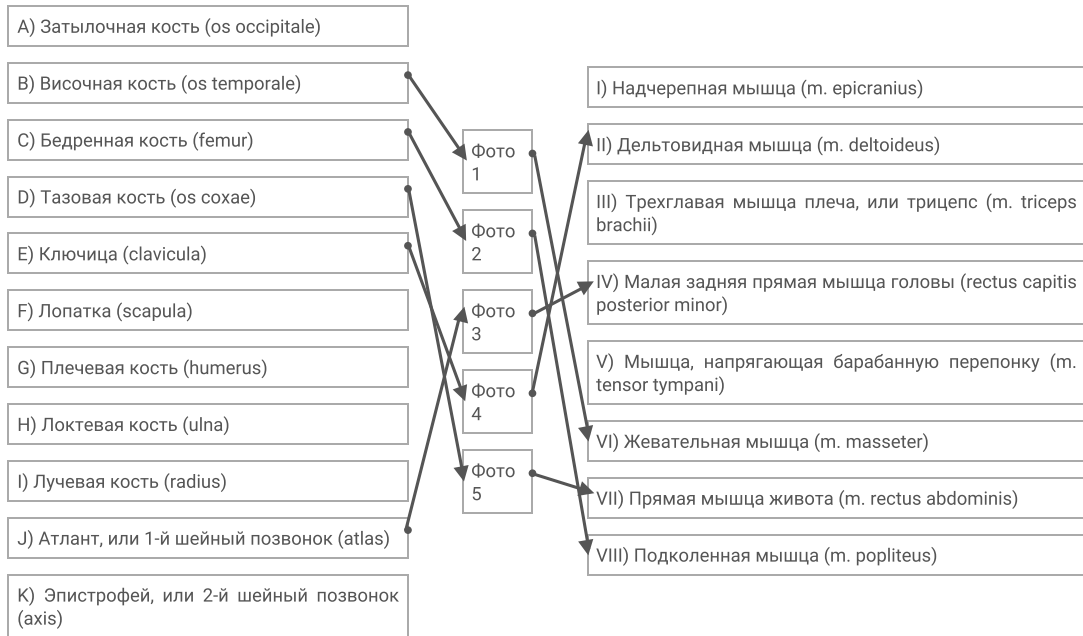 A) Затылочная кость (os occipitale)
B) Височная кость (os temporale)
C) Бедренная кость (femur)
D) Тазовая кость (os coxae)
E) Ключица (clavicula)
F) Лопатка (scapula)
G) Плечевая кость (humerus)
H) Локтевая кость (ulna)
I) Лучевая кость (radius)
J) Атлант, или 1-й шейный позвонок (atlas)
K) Эпистрофей, или 2-й шейный позвонок
(axis)
Фото
1
Фото
2
Фото
3
Фото
4
Фото
5
I) Надчерепная мышца (m. epicranius)
II) Дельтовидная мышца (m. deltoideus)
III) Трехглавая мышца плеча, или трицепс (m. triceps
brachii)
IV) Малая задняя прямая мышца головы (rectus capitis
posterior minor)
V) Мышца, напрягающая барабанную перепонку (m.
tensor tympani)
VI) Жевательная мышца (m. masseter)
VII) Прямая мышца живота (m. rectus abdominis)
VIII) Подколенная мышца (m. popliteus)